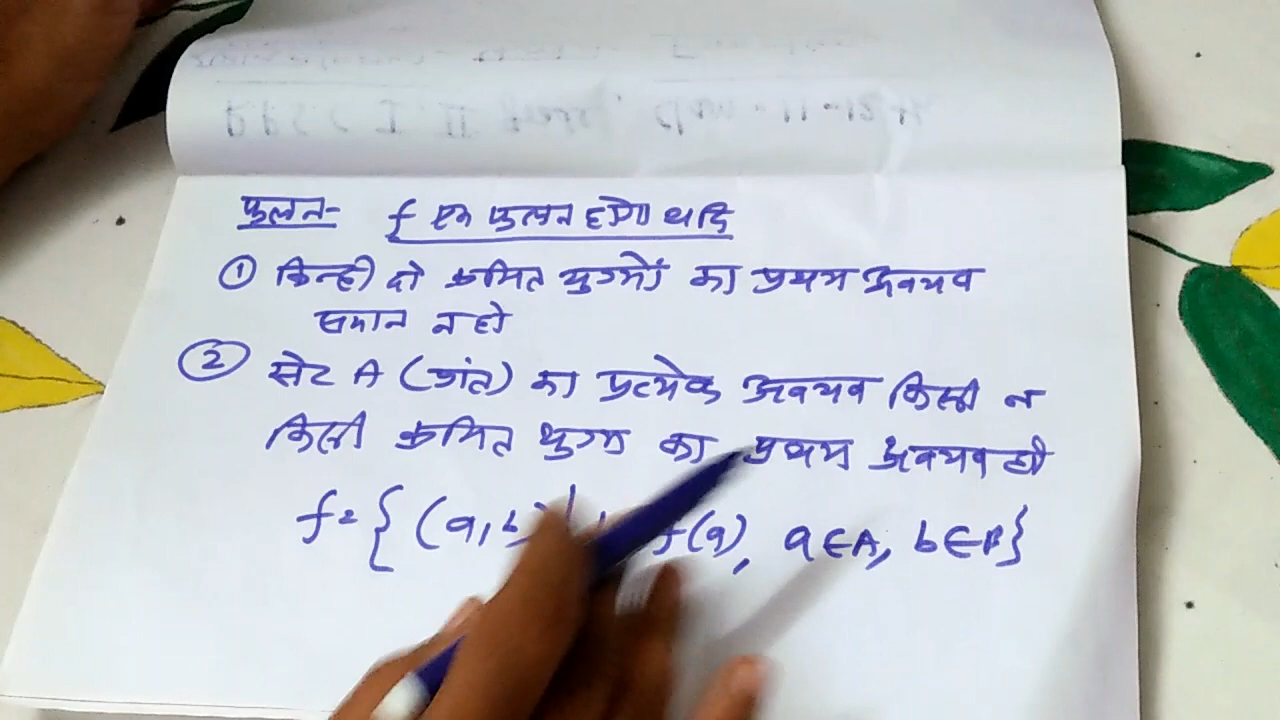 फलन- f एक फलन होगा यदि
① किन्ही दो क्रमित युग्मों का प्रथम अवयव
समान न हो
② सेट A (प्रांत) का प्रत्येक अवयव किसी न
किसी क्रमित युग्म का प्रथम अवयव हो
f = { (a, b) | f(a), a∈A, b∈B }